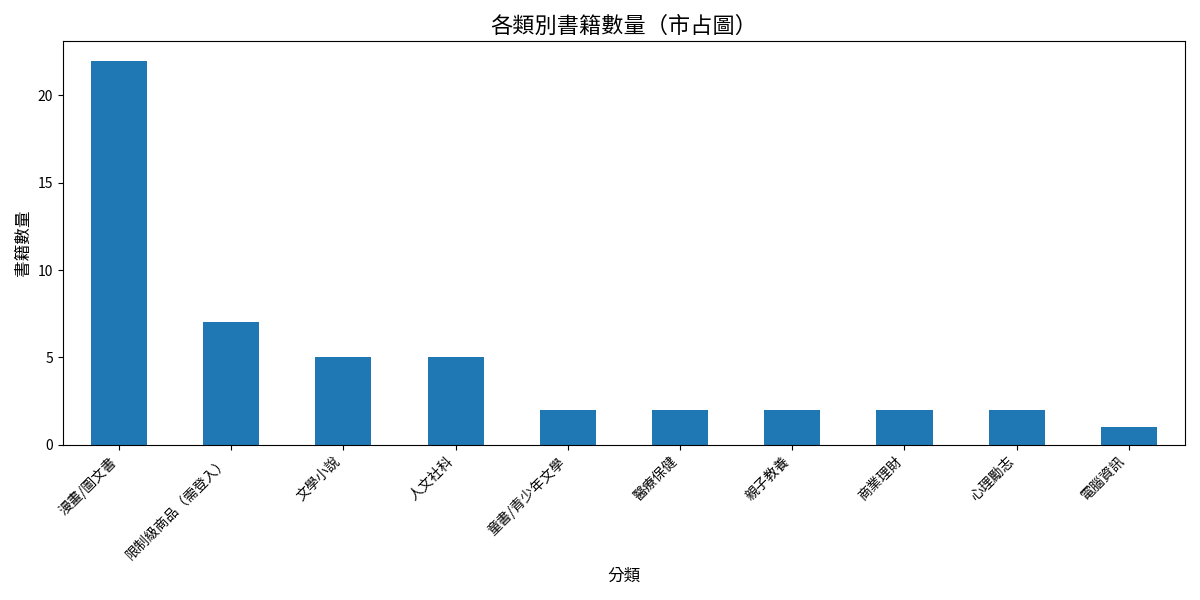 各類別書籍數量（市占圖）
書籍數量
20
15
10
5
0
漫畫/圖文書
限制級商品（需登入）
文學小說
人文社科
童書/青少年文學
醫療保健
親子教養
商業理財
心理勵志
電腦資訊
分類